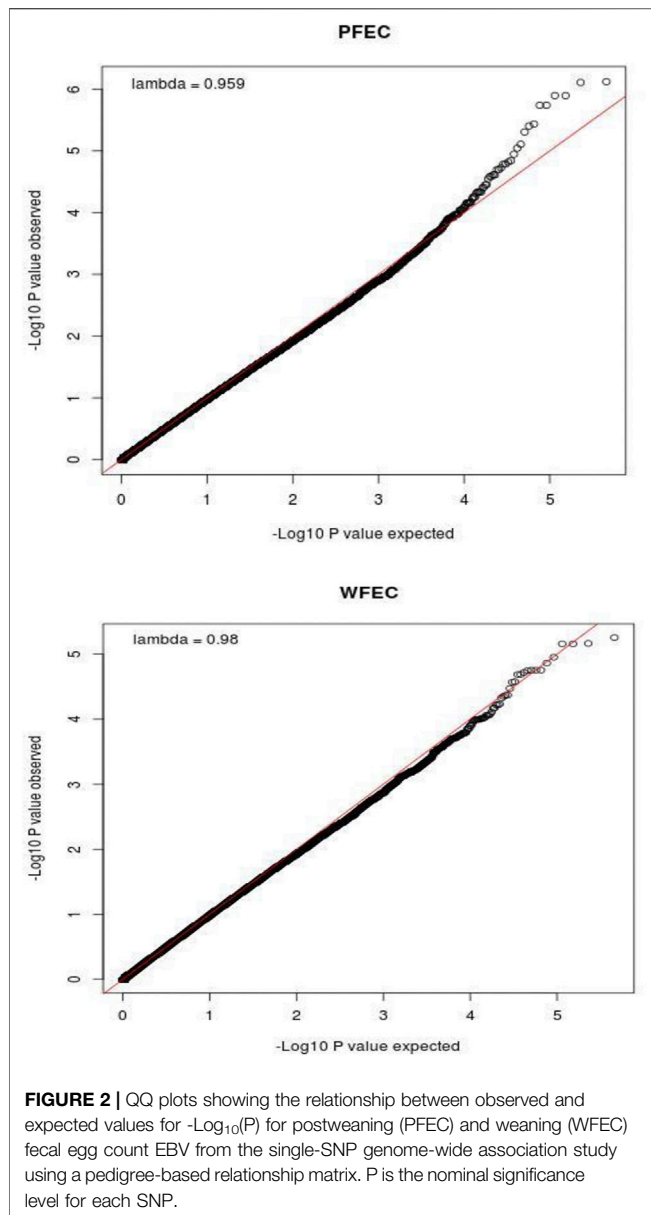 PFEC
lambda = 0.959
6
5
4
3
2
1
0
-Log10 P value observed
0 1 2 3 4 5
-Log10 P value expected
WFEC
lambda = 0.98
5
4
3
2
1
0
-Log10 P value observed
0 1 2 3 4 5
-Log10 P value expected
FIGURE 2 | QQ plots showing the relationship between observed and
expected values for -Log₁₀(P) for postweaning (PFEC) and weaning (WFEC)
fecal egg count EBV from the single-SNP genome-wide association study
using a pedigree-based relationship matrix. P is the nominal significance
level for each SNP.